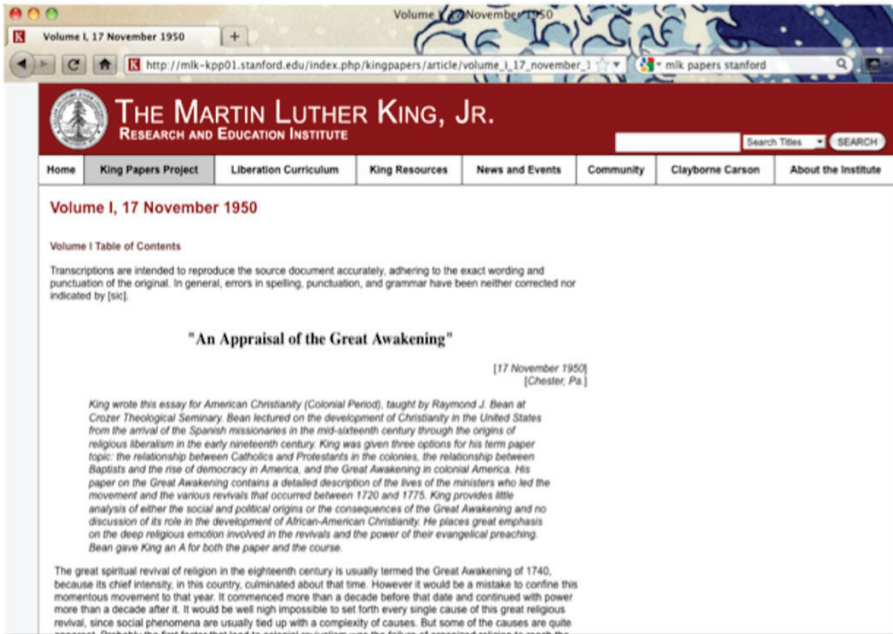 Volume I, 17 November 1950
Volume I, 17 November 1950
+
http://mlk-kpp01.stanford.edu/index.php/kingpapers/article/volume_i_17_november_1
mlk papers stanford
THE MARTIN LUTHER KING, JR.
RESEARCH AND EDUCATION INSTITUTE
Search Titles SEARCH
Home King Papers Project Liberation Curriculum King Resources News and Events Community Clayborne Carson About the Institute
Volume I, 17 November 1950
Volume I Table of Contents
Transcriptions are intended to reproduce the source document accurately, adhering to the exact wording and
punctuation of the original. In general, errors in spelling, punctuation, and grammar have been neither corrected nor
indicated by [sic].
"An Appraisal of the Great Awakening"
[17 November 1950]
[Chester, Pa.]
King wrote this essay for American Christianity (Colonial Period), taught by Raymond J. Bean at
Crozer Theological Seminary. Bean lectured on the development of Christianity in the United States
from the arrival of the Spanish missionaries in the mid-sixteenth century through the origins of
religious liberalism in the early nineteenth century. King was given three options for his term paper
topic: the relationship between Catholics and Protestants in the colonies, the relationship between
Baptists and the rise of democracy in America, and the Great Awakening in colonial America. His
paper on the Great Awakening contains a detailed description of the lives of the ministers who led the
movement and the various revivals that occurred between 1720 and 1775. King provides little
analysis of either the social and political origins or the consequences of the Great Awakening and no
discussion of its role in the development of African-American Christianity. He places great emphasis
on the deep religious emotion involved in the revivals and the power of their evangelical preaching.
Bean gave King an A for both the paper and the course.
The great spiritual revival of religion in the eighteenth century is usually termed the Great Awakening of 1740,
because its chief intensity, in this country, culminated about that time. However it would be a mistake to confine this
momentous movement to that year. It commenced more than a decade before that date and continued with power
more than a decade after it. It would be well nigh impossible to set forth every single cause of this great religious
revival, since social phenomena are usually tied up with a complexity of causes. But some of the causes are quite